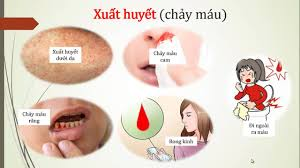 Xuất huyết (chảy máu)
Xuất huyết
dưới da
Chảy máu
cam
Chảy máu
răng
Rong kinh
Đi ngoài
ra máu